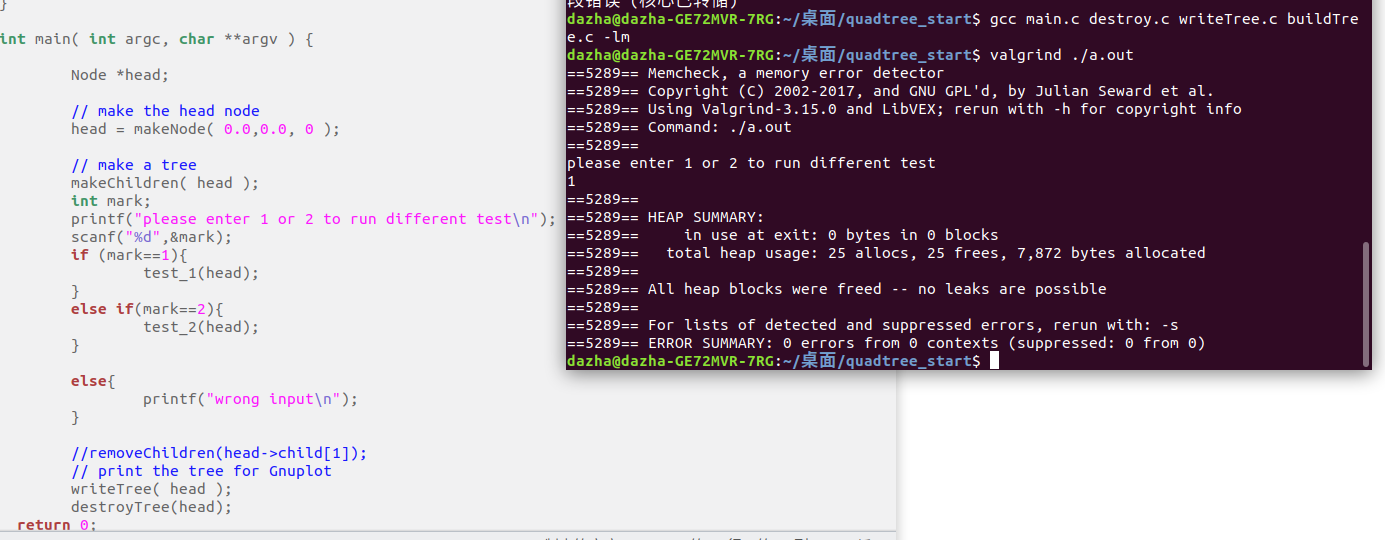 }
int main( int argc, char **argv ) {
Node *head;
// make the head node
head = makeNode( 0.0,0.0, 0 );
// make a tree
makeChildren( head );
int mark;
printf("please enter 1 or 2 to run different test\n");
scanf("%d",&mark);
if (mark==1){
test_1(head);
}
else if(mark==2){
test_2(head);
}
else{
printf("wrong input\n");
}
//removeChildren(head->child[1]);
// print the tree for Gnuplot
writeTree( head );
destroyTree(head);
return 0;
段错误 (核心已转储)
dazha@dazha-GE72MVR-7RG:~/桌面/quadtree_start$ gcc main.c destroy.c writeTree.c buildTre
e.c -lm
dazha@dazha-GE72MVR-7RG:~/桌面/quadtree_start$ valgrind ./a.out
==5289== Memcheck, a memory error detector
==5289== Copyright (C) 2002-2017, and GNU GPL'd, by Julian Seward et al.
==5289== Using Valgrind-3.15.0 and LibVEX; rerun with -h for copyright info
==5289== Command: ./a.out
==5289==
please enter 1 or 2 to run different test
1
==5289==
==5289== HEAP SUMMARY:
==5289==     in use at exit: 0 bytes in 0 blocks
==5289==   total heap usage: 25 allocs, 25 frees, 7,872 bytes allocated
==5289==
==5289== All heap blocks were freed -- no leaks are possible
==5289==
==5289== For lists of detected and suppressed errors, rerun with: -s
==5289== ERROR SUMMARY: 0 errors from 0 contexts (suppressed: 0 from 0)
dazha@dazha-GE72MVR-7RG:~/桌面/quadtree_start$